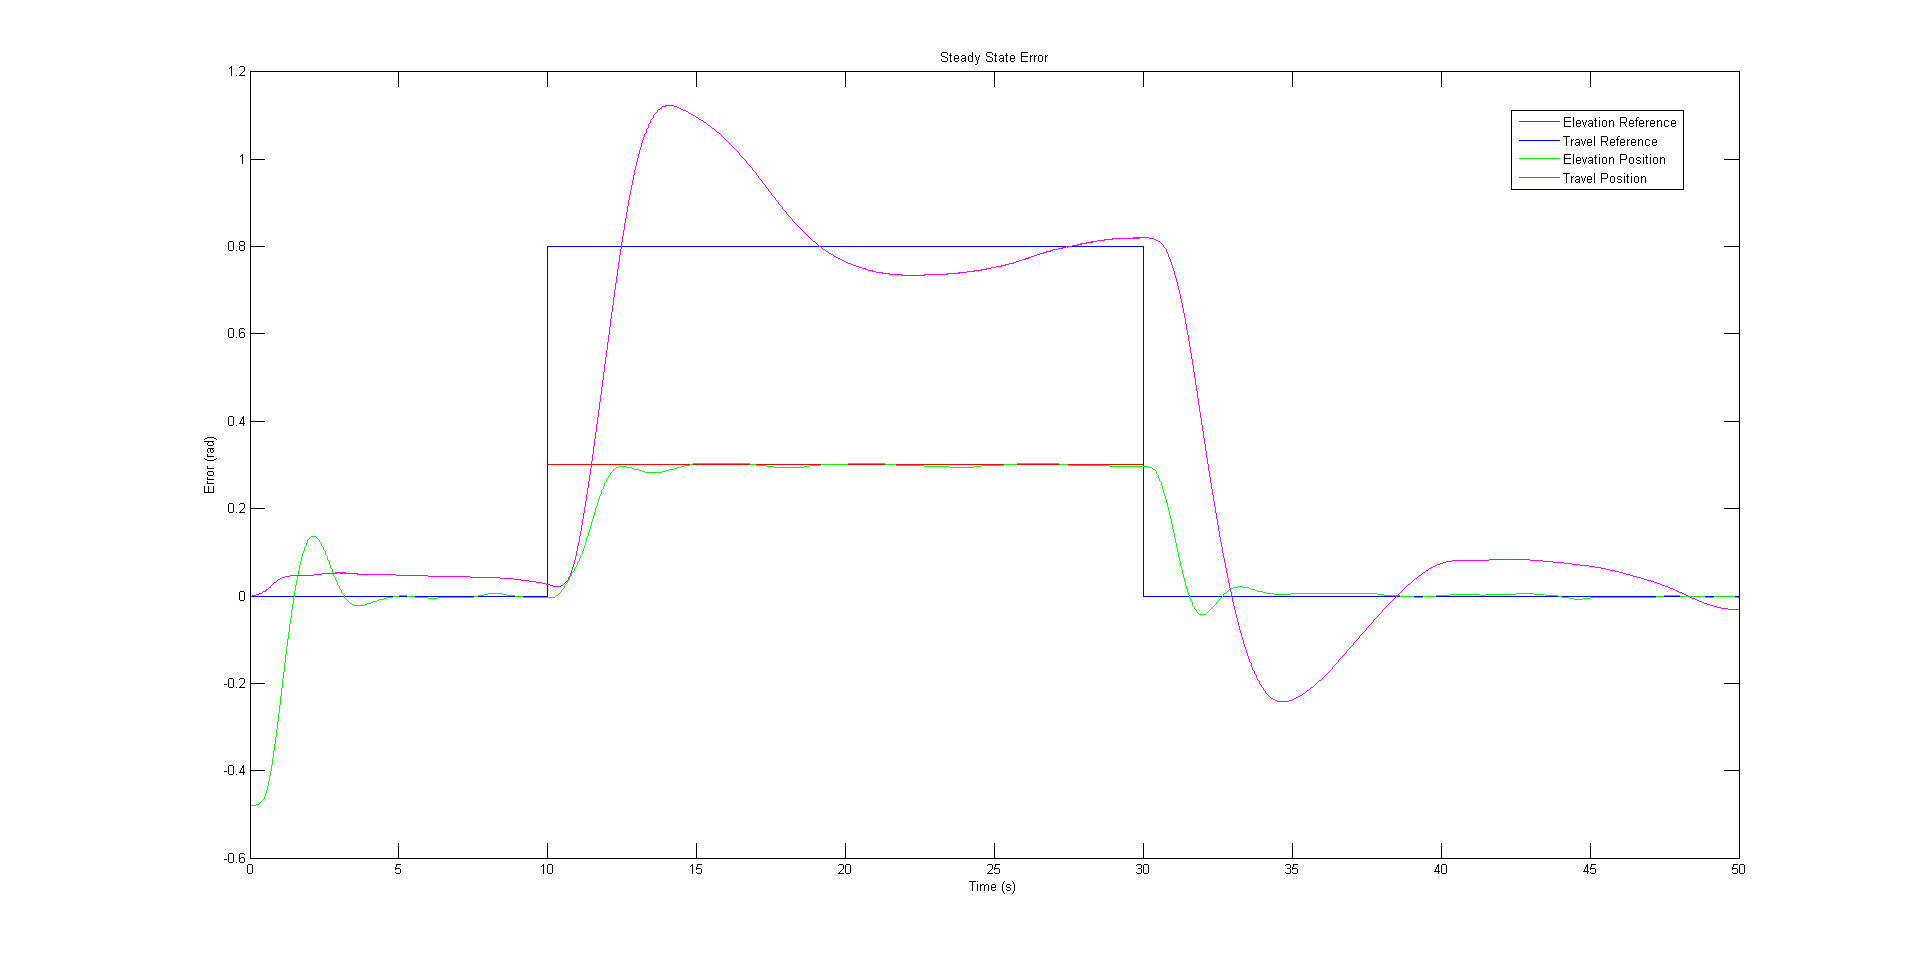 Steady State Error
1.2
1
0.8
0.6
0.4
0.2
0
-0.2
-0.4
-0.6
Error (rad)
Elevation Reference
Travel Reference
Elevation Position
Travel Position
0 5 10 15 20 25 30 35 40 45 50
Time (s)